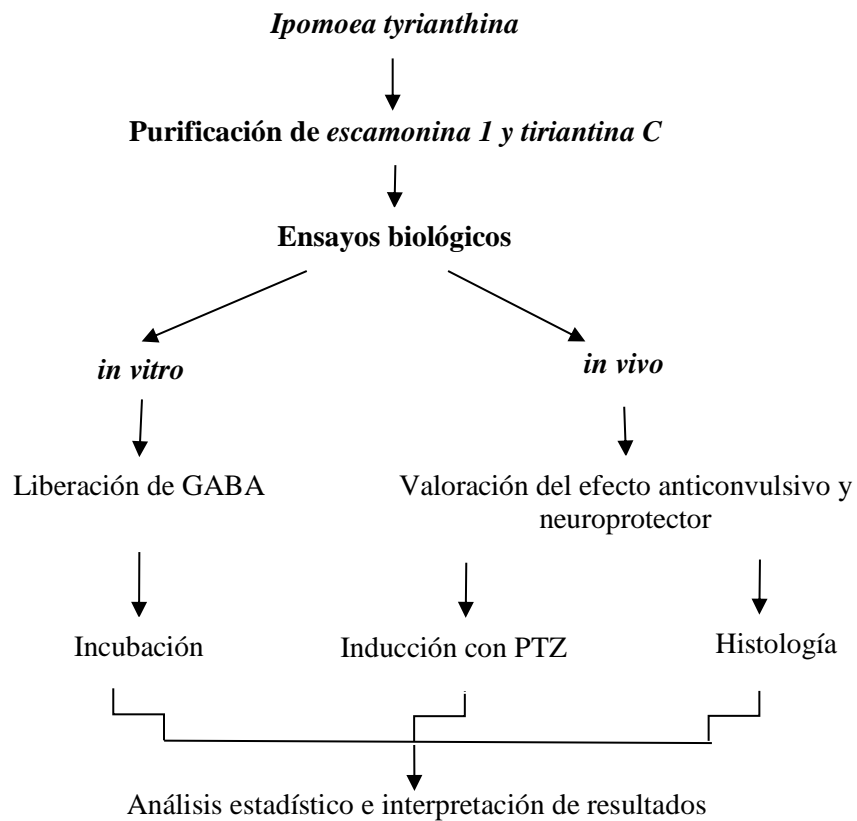 Ipomoea tyrianthina
Purificación de escamonina 1 y tiriantina C
Ensayos biológicos
in vitro
in vivo
Liberación de GABA
Valoración del efecto anticonvulsivo y
neuroprotector
Incubación
Inducción con PTZ
Histología
Análisis estadístico e interpretación de resultados